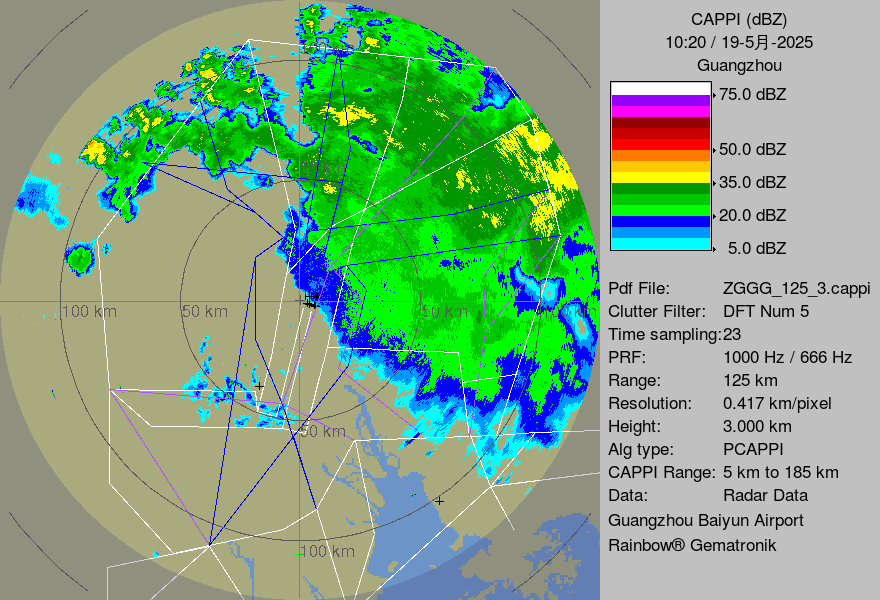 CAPPI (dBZ)
10:20 / 19-5月-2025
Guangzhou
75.0 dBZ
50.0 dBZ
35.0 dBZ
20.0 dBZ
5.0 dBZ
Pdf File: ZGGG_125_3.cappi
Clutter Filter: DFT Num 5
Time sampling:23
PRF: 1000 Hz / 666 Hz
Range: 125 km
Resolution: 0.417 km/pixel
Height: 3.000 km
Alg type: PCAPPI
CAPPI Range: 5 km to 185 km
Data: Radar Data
Guangzhou Baiyun Airport
Rainbow® Gematronik
100 km
50 km
50 km
km
50 km
100 km